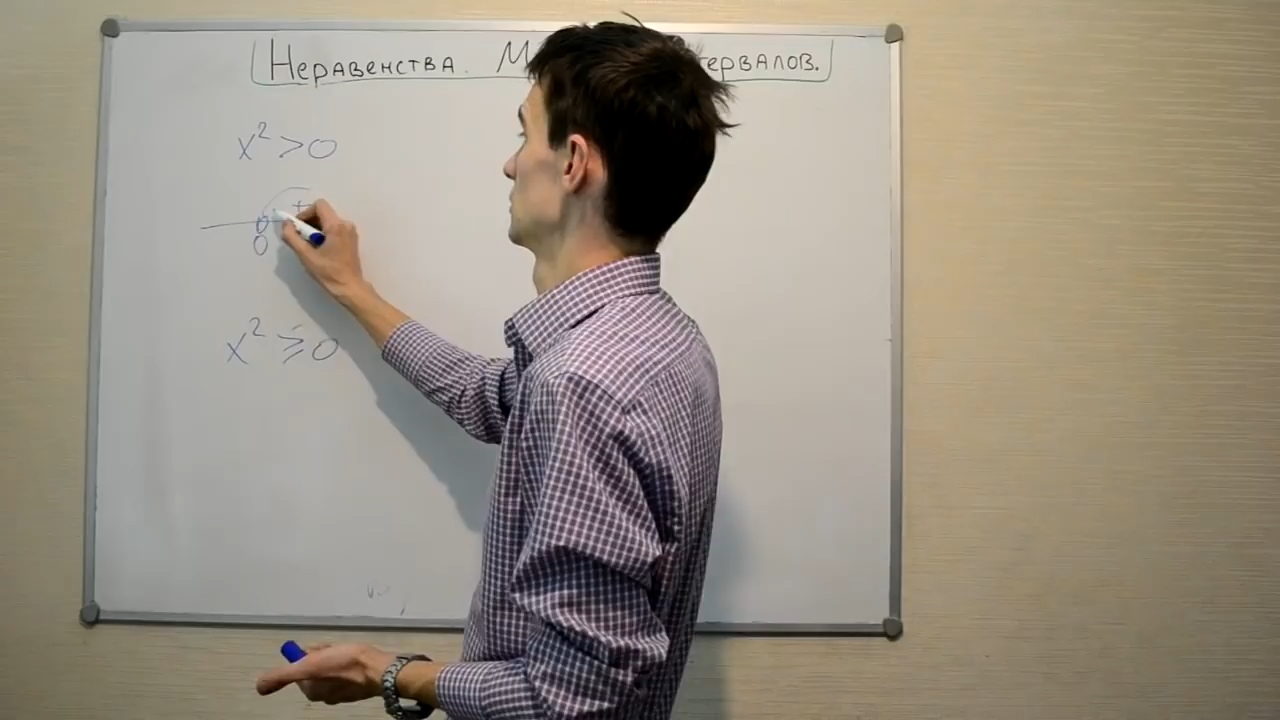 Неравенства. тервалов.
x² > 0
+
0
x² ⩾ 0